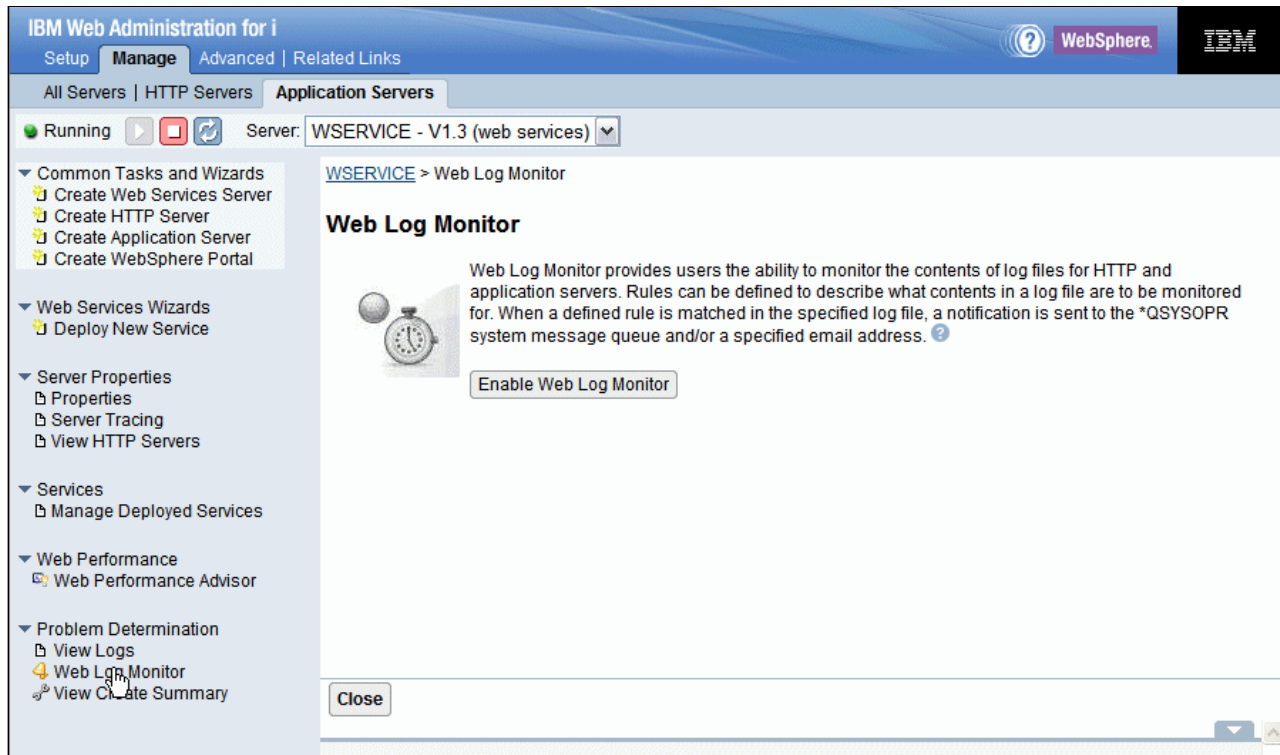 IBM Web Administration for i
Setup Manage Advanced | Related Links
? WebSphere. IBM
All Servers | HTTP Servers Application Servers
Running Server: WSERVICE - V1.3 (web services)
Common Tasks and Wizards
Create Web Services Server
Create HTTP Server
Create Application Server
Create WebSphere Portal
Web Services Wizards
Deploy New Service
Server Properties
Properties
Server Tracing
View HTTP Servers
Services
Manage Deployed Services
Web Performance
Web Performance Advisor
Problem Determination
View Logs
Web Log Monitor
View Create Summary
WSERVICE > Web Log Monitor
Web Log Monitor
Web Log Monitor provides users the ability to monitor the contents of log files for HTTP and
application servers. Rules can be defined to describe what contents in a log file are to be monitored
for. When a defined rule is matched in the specified log file, a notification is sent to the *QSYSOPR
system message queue and/or a specified email address. ?
Enable Web Log Monitor
Close